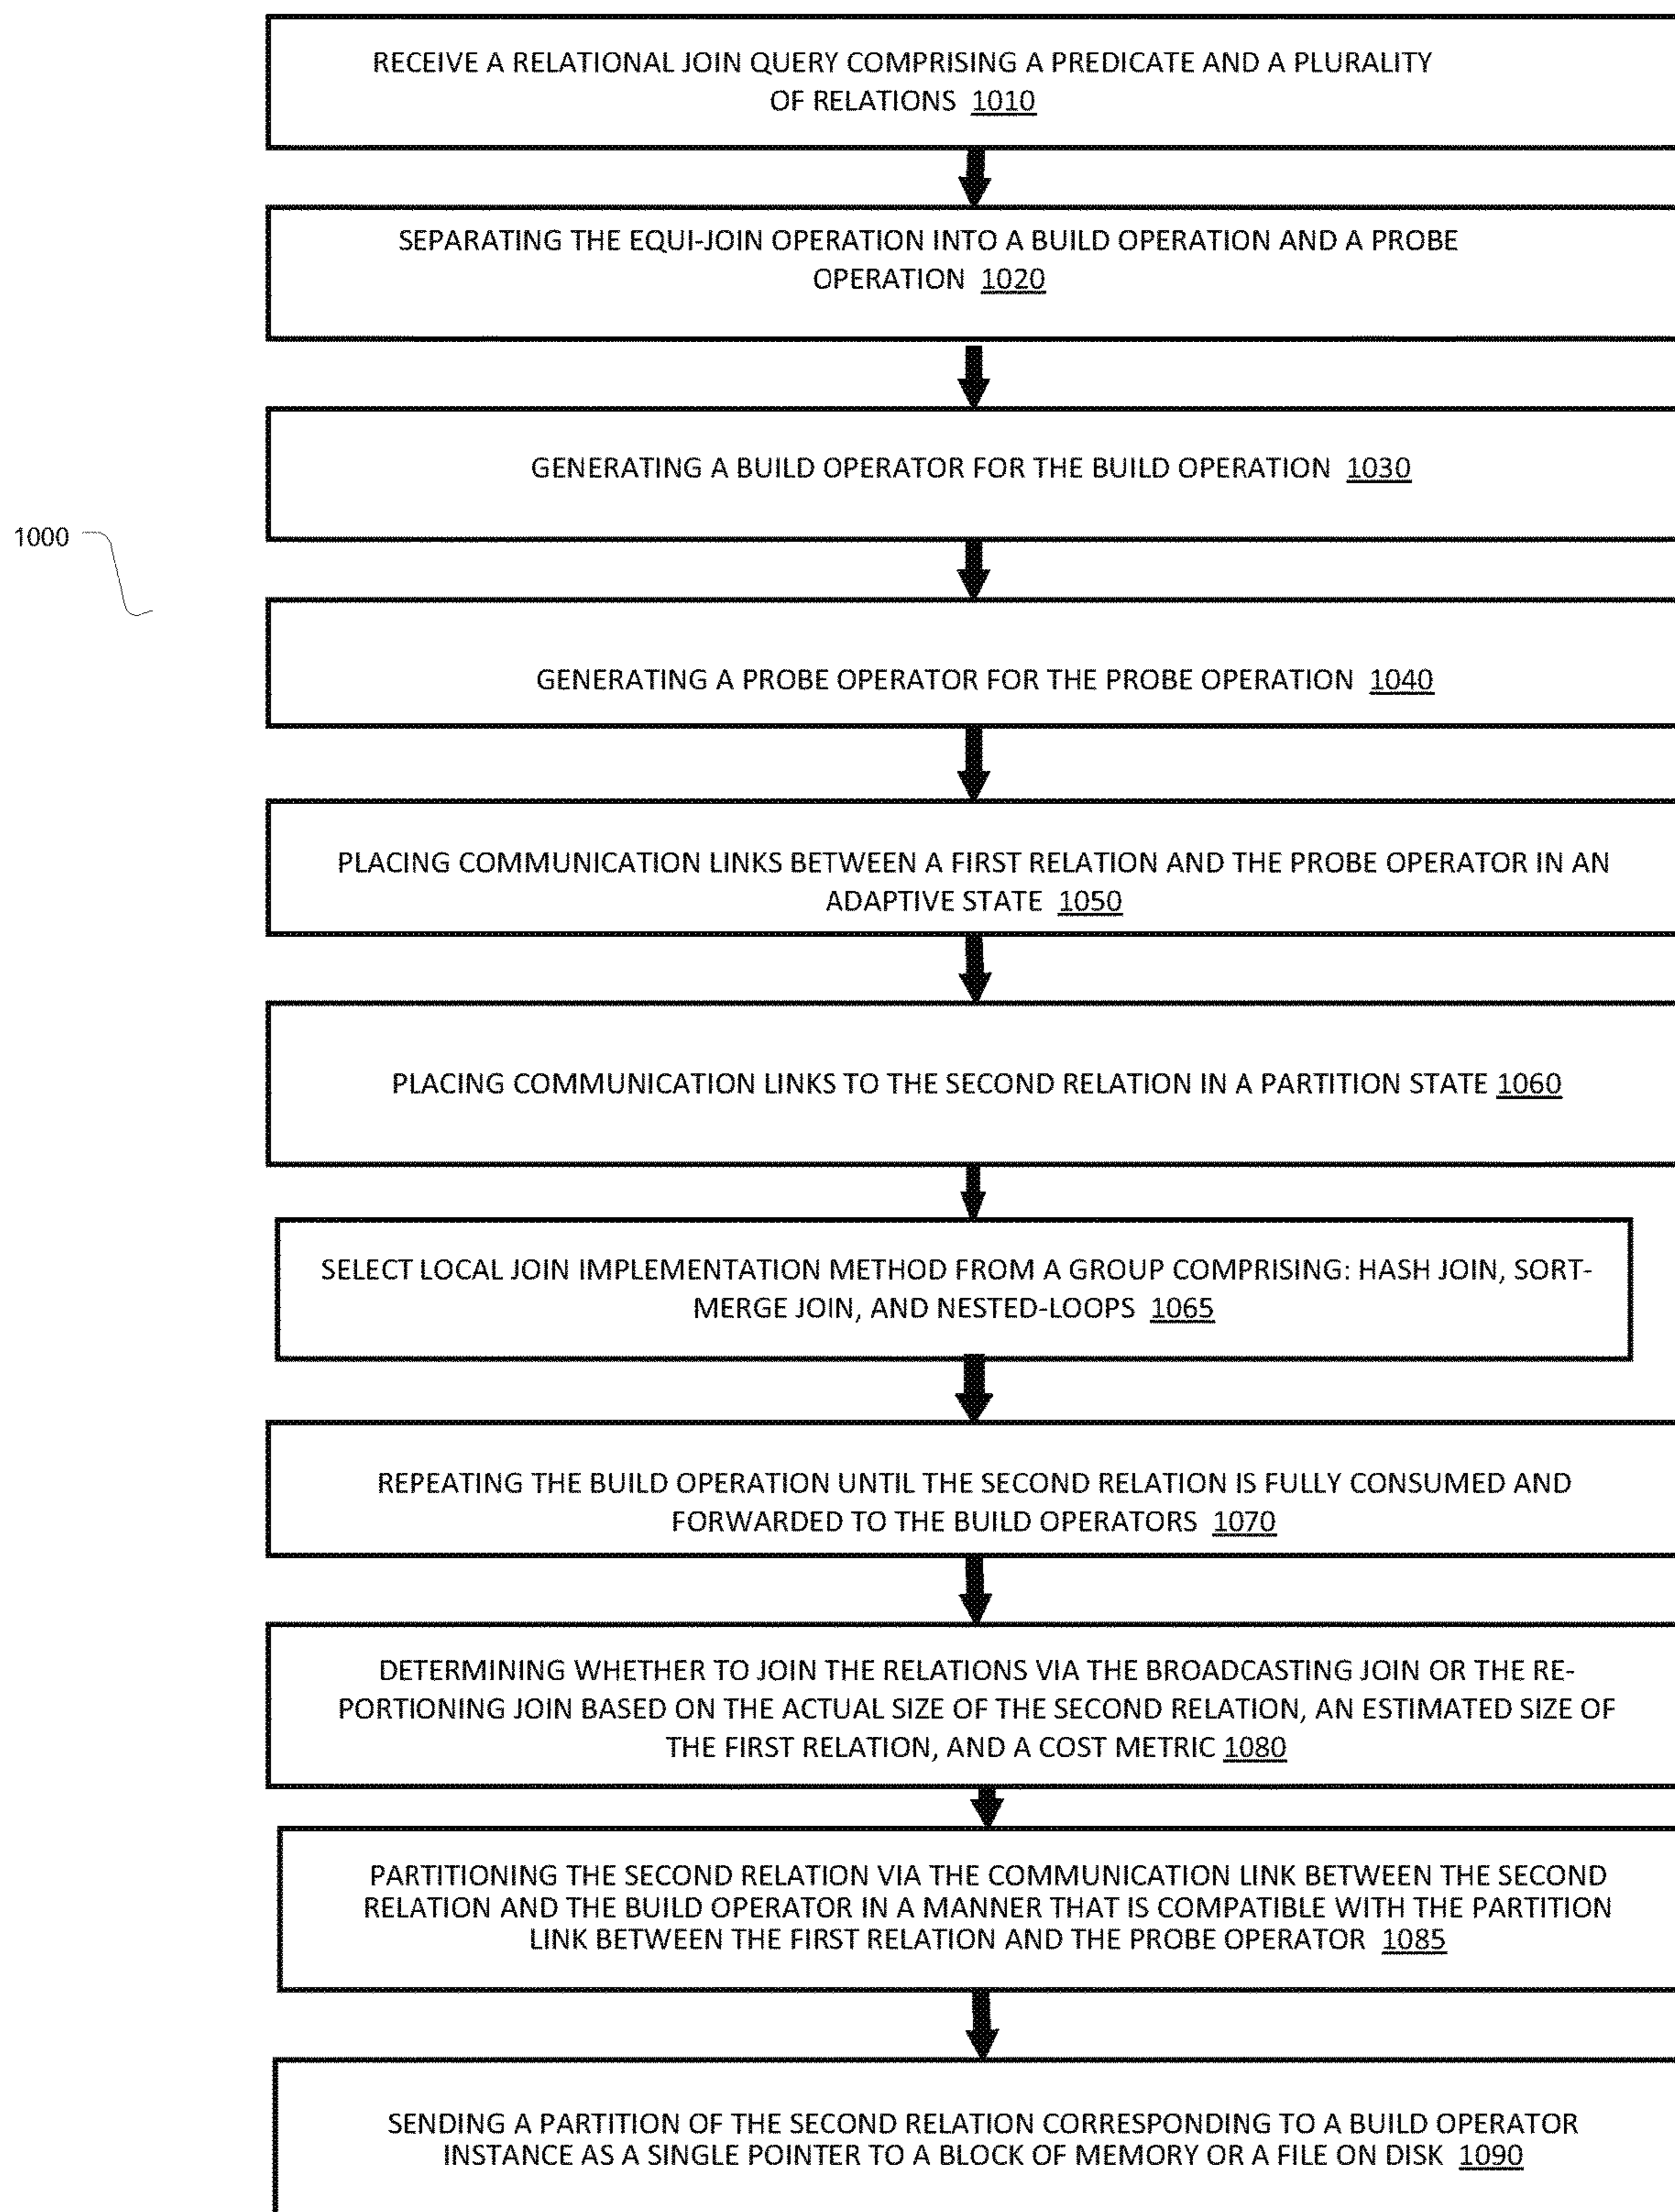 RECEIVE A RELATIONAL JOIN QUERY COMPRISING A PREDICATE AND A PLURALITY
OF RELATIONS 1010
SEPARATING THE EQUI-JOIN OPERATION INTO A BUILD OPERATION AND A PROBE
OPERATION 1020
GENERATING A BUILD OPERATOR FOR THE BUILD OPERATION 1030
1000
GENERATING A PROBE OPERATOR FOR THE PROBE OPERATION 1040
PLACING COMMUNICATION LINKS BETWEEN A FIRST RELATION AND THE PROBE OPERATOR IN AN
ADAPTIVE STATE 1050
PLACING COMMUNICATION LINKS TO THE SECOND RELATION IN A PARTITION STATE 1060
SELECT LOCAL JOIN IMPLEMENTATION METHOD FROM A GROUP COMPRISING: HASH JOIN, SORT-
MERGE JOIN, AND NESTED-LOOPS 1065
REPEATING THE BUILD OPERATION UNTIL THE SECOND RELATION IS FULLY CONSUMED AND
FORWARDED TO THE BUILD OPERATORS 1070
DETERMINING WHETHER TO JOIN THE RELATIONS VIA THE BROADCASTING JOIN OR THE RE-
PORTIONING JOIN BASED ON THE ACTUAL SIZE OF THE SECOND RELATION, AN ESTIMATED SIZE OF
THE FIRST RELATION, AND A COST METRIC 1080
PARTITIONING THE SECOND RELATION VIA THE COMMUNICATION LINK BETWEEN THE SECOND
RELATION AND THE BUILD OPERATOR IN A MANNER THAT IS COMPATIBLE WITH THE PARTITION
LINK BETWEEN THE FIRST RELATION AND THE PROBE OPERATOR 1085
SENDING A PARTITION OF THE SECOND RELATION CORRESPONDING TO A BUILD OPERATOR
INSTANCE AS A SINGLE POINTER TO A BLOCK OF MEMORY OR A FILE ON DISK 1090